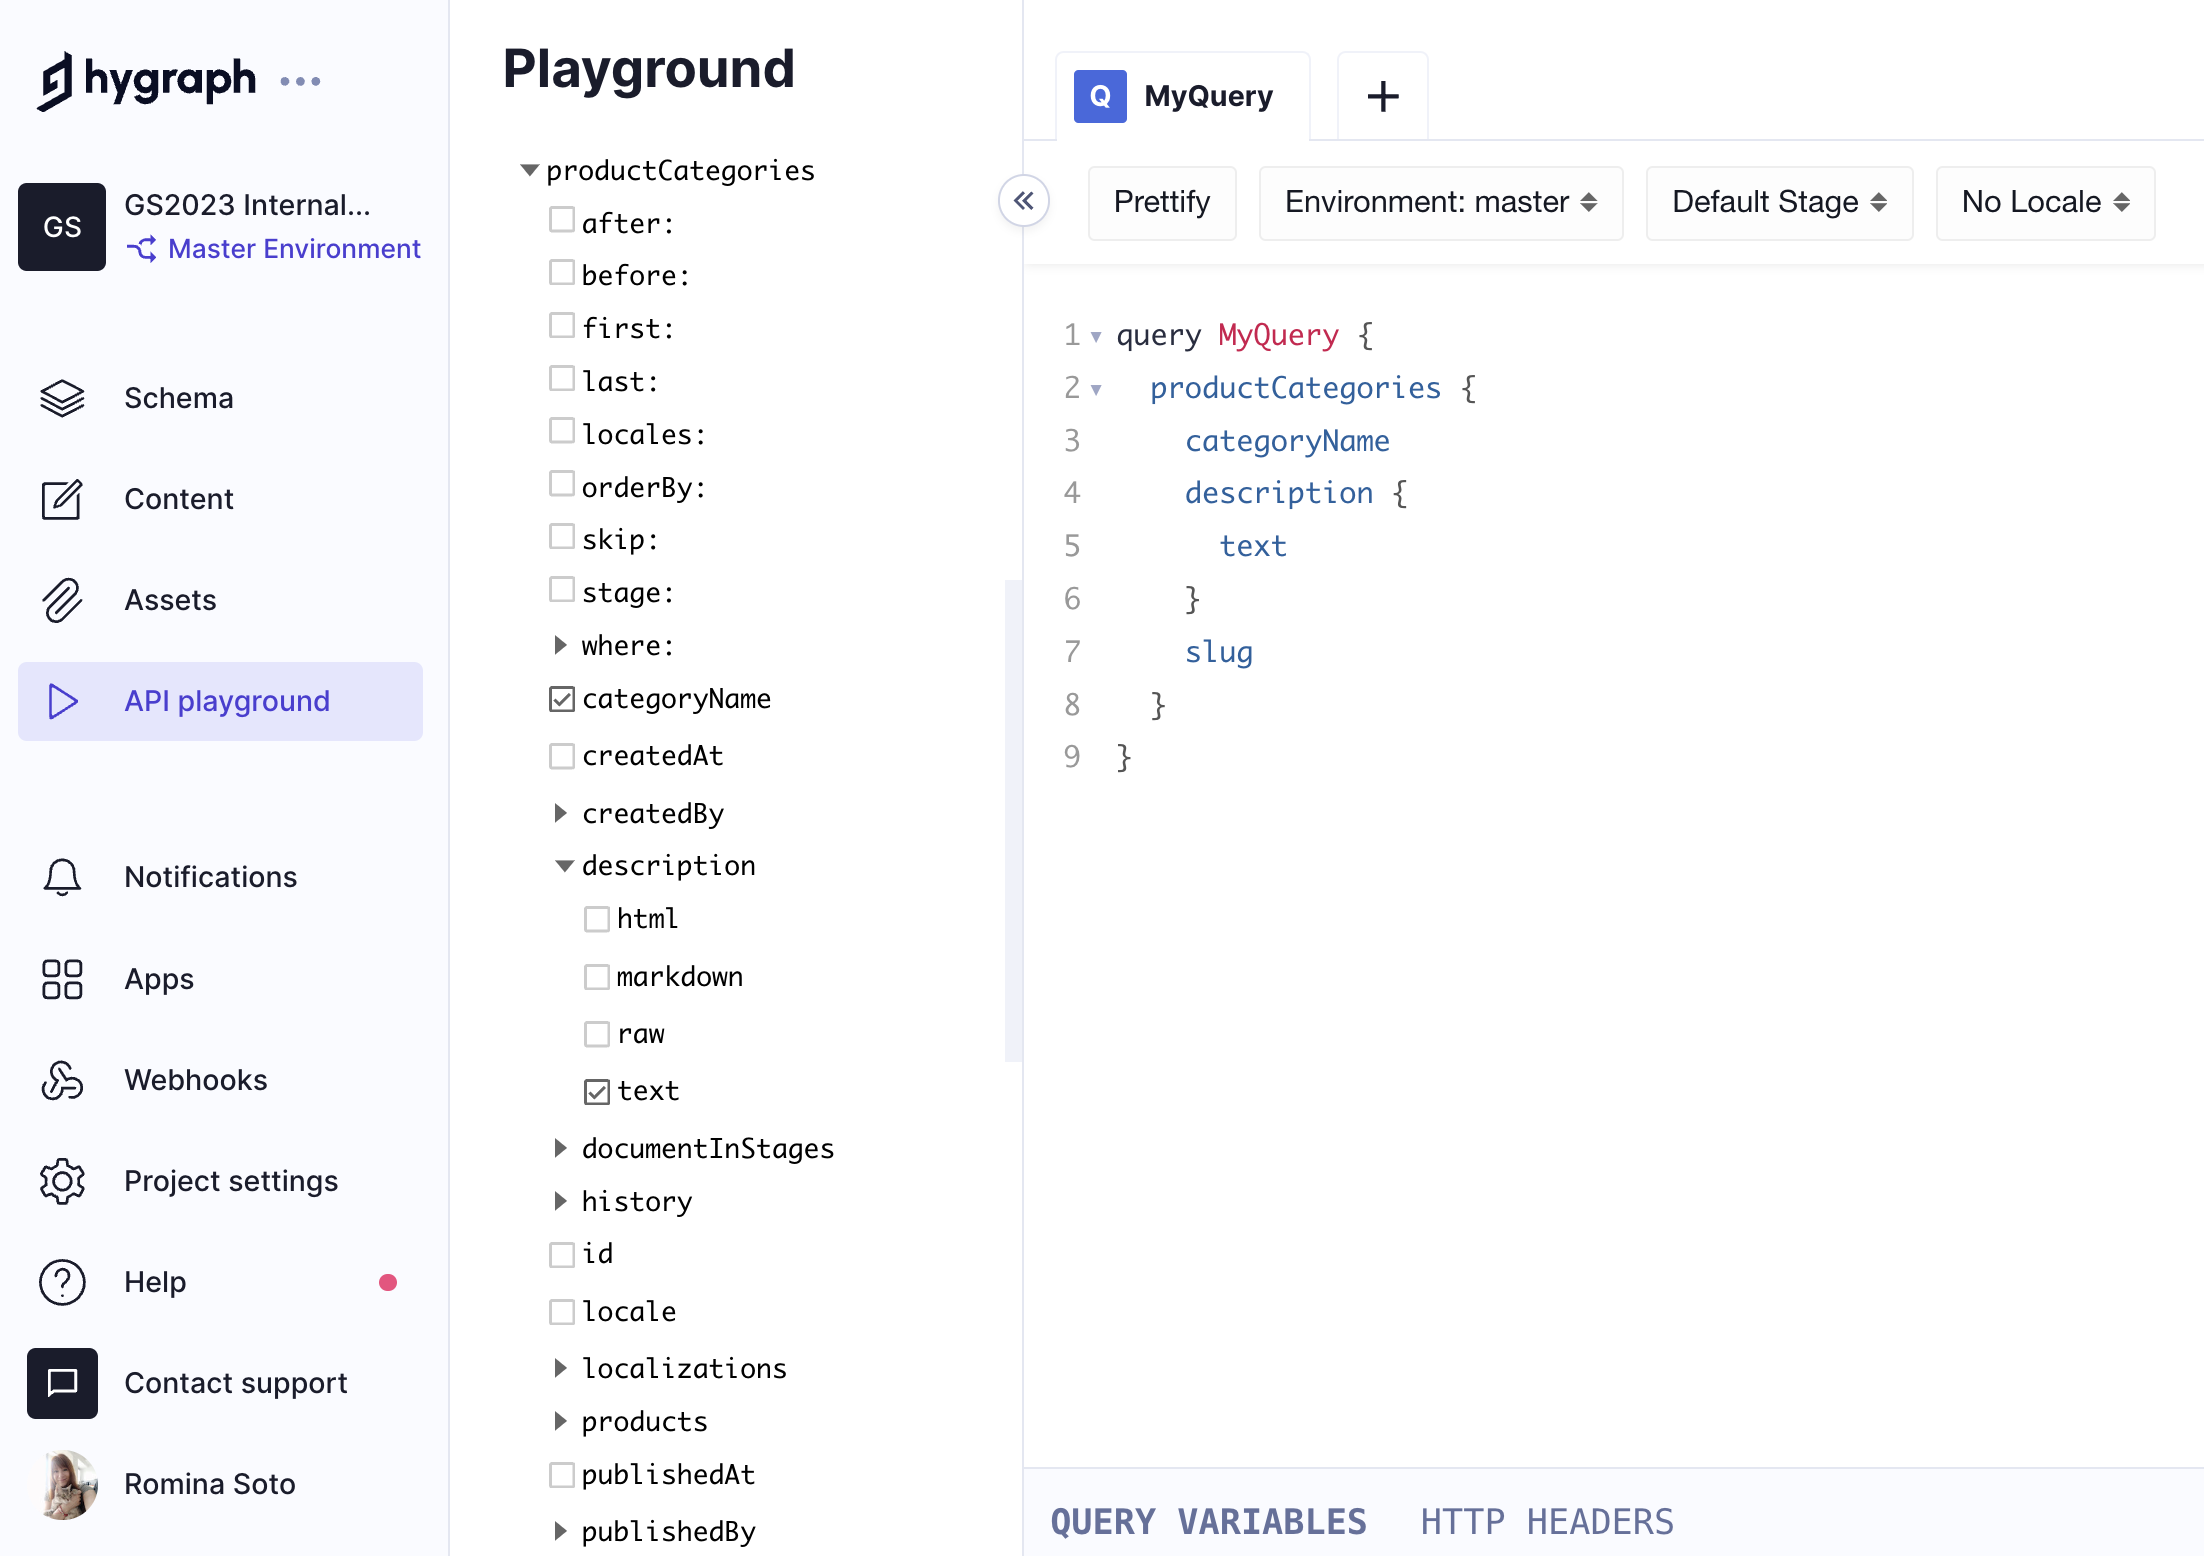 hygraph
GS
GS2023 Internal...
Master Environment
Schema
Content
Assets
API playground
Notifications
Apps
Webhooks
Project settings
Help
Contact support
Romina Soto
Playground
productCategories
after:
before:
first:
last:
locales:
orderBy:
skip:
stage:
where:
categoryName
createdAt
createdBy
description
html
markdown
raw
text
documentInStages
history
id
locale
localizations
products
publishedAt
publishedBy
Q MyQuery +
Prettify Environment: master Default Stage No Locale
1 query MyQuery {
2 productCategories {
3 categoryName
4 description {
5 text
6 }
7 slug
8 }
9 }
QUERY VARIABLES HTTP HEADERS